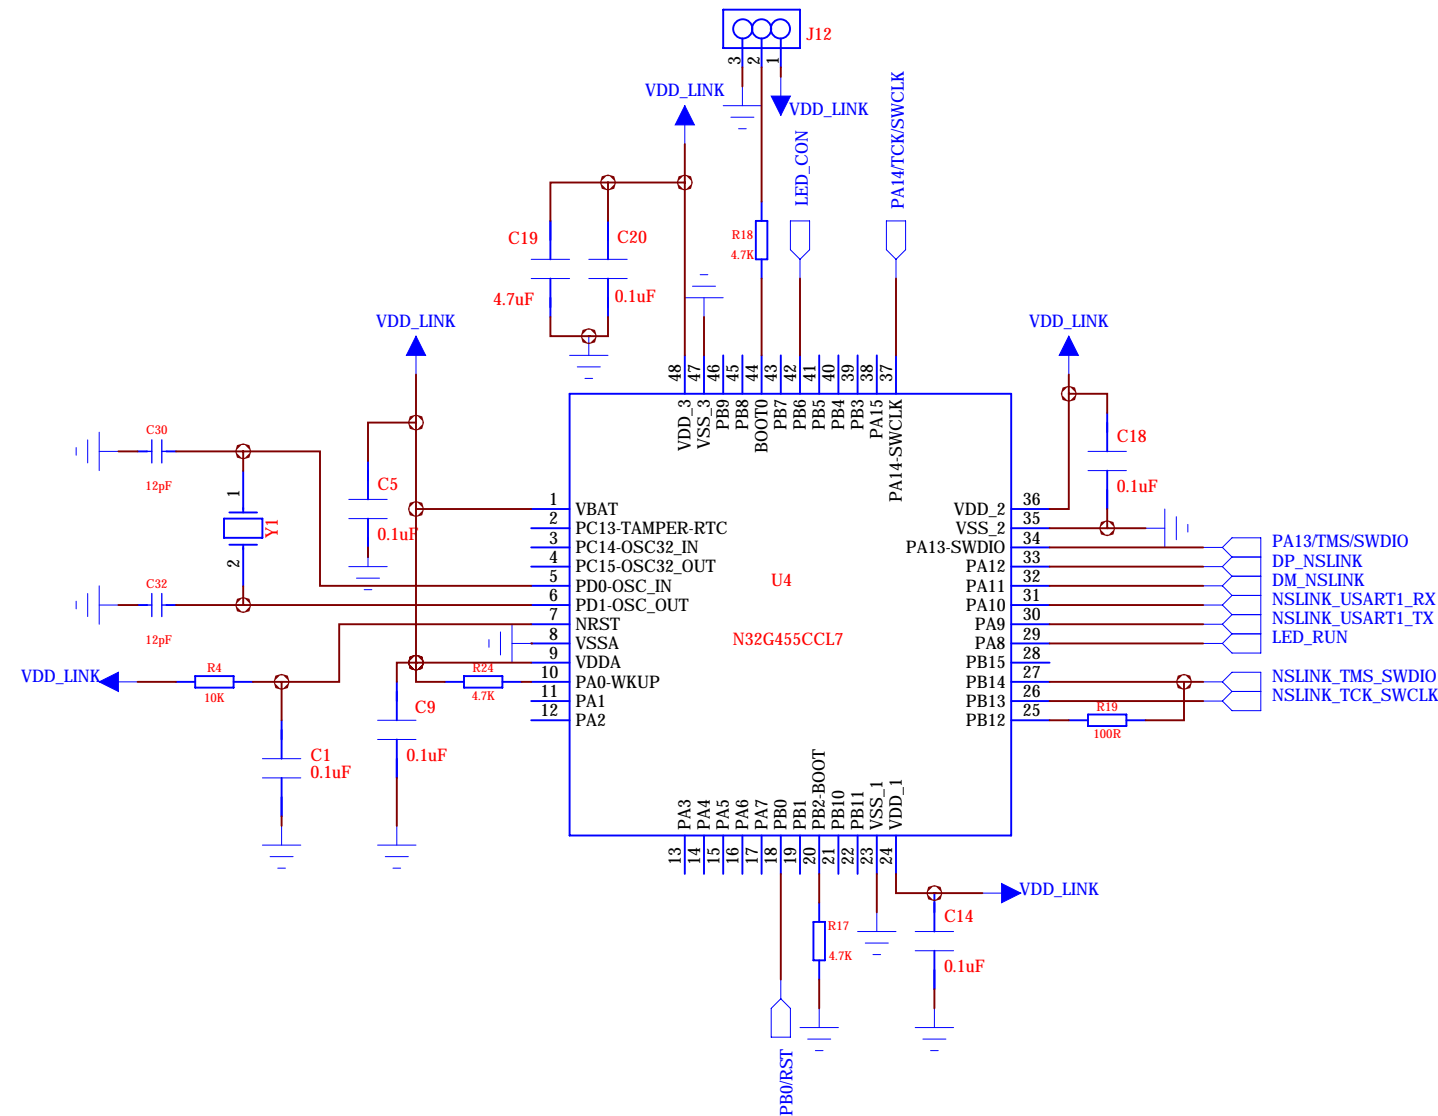 J12
3
2
1
VDD_LINK
VDD_LINK
LED_CON
PA14/TCK/SWCLK
C19
4.7uF
C20
0.1uF
R18
4.7K
VDD_LINK
VDD_LINK
48
47
46
45
44
43
42
41
40
39
38
37
VDD_3
VSS_3
PB9
PB8
BOOT0
PB7
PB6
PB5
PB4
PB3
PA15
PA14-SWCLK
C30
12pF
C5
0.1uF
C18
0.1uF
1
2
Y1
C32
12pF
1 VBAT
2 PC13-TAMPER-RTC
3 PC14-OSC32_IN
4 PC15-OSC32_OUT
5 PD0-OSC_IN
6 PD1-OSC_OUT
7 NRST
8 VSSA
9 VDDA
10 PA0-WKUP
11 PA1
12 PA2
U4
N32G455CCL7
VDD_2 36
VSS_2 35
PA13-SWDIO 34 PA13/TMS/SWDIO
PA12 33 DP_NSLINK
PA11 32 DM_NSLINK
PA10 31 NSLINK_USART1_RX
PA9 30 NSLINK_USART1_TX
PA8 29 LED_RUN
PB15 28
PB14 27 NSLINK_TMS_SWDIO
PB13 26 NSLINK_TCK_SWCLK
PB12 25
R19
100R
VDD_LINK
R4
10K
R24
4.7K
C9
0.1uF
C1
0.1uF
PA3
PA4
PA5
PA6
PA7
PB0
PB1
PB2-BOOT
PB10
PB11
VSS_1
VDD_1
13
14
15
16
17
18
19
20
21
22
23
24
VDD_LINK
R17
4.7K
C14
0.1uF
PB0/RST